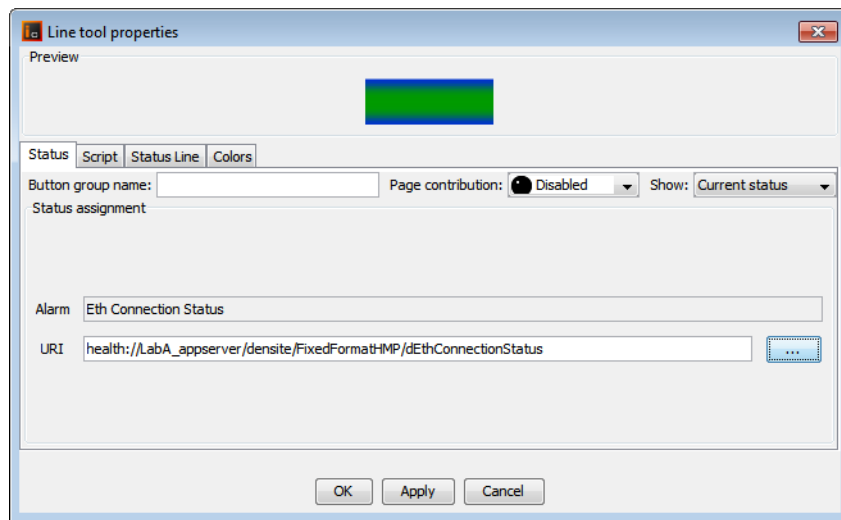 Line tool properties
Preview
Status Script Status Line Colors
Button group name: Page contribution: Disabled Show: Current status
Status assignment
Alarm Eth Connection Status
URI health://LabA_appserver/densite/FixedFormatHMP/dEthConnectionStatus ...
OK Apply Cancel